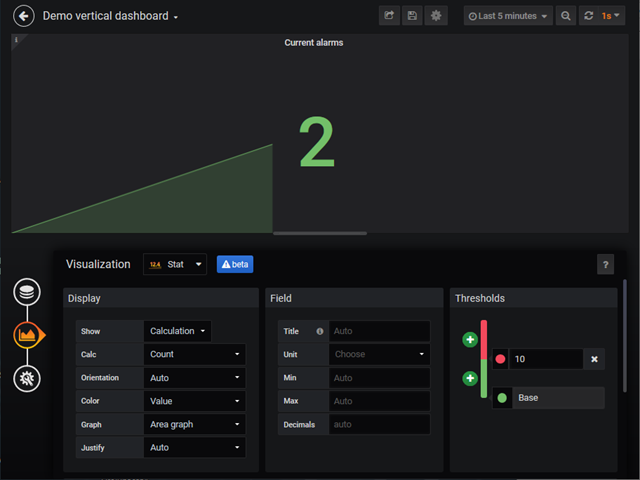 Demo vertical dashboard
Last 5 minutes
1s
i
Current alarms
2
Visualization
12.4
Stat
beta
?
Display
Field
Thresholds
Show
Calculation
Title
Auto
Calc
Count
Unit
Choose
10
Orientation
Auto
Min
Auto
Color
Value
Max
Auto
Base
Graph
Area graph
Decimals
auto
Justify
Auto